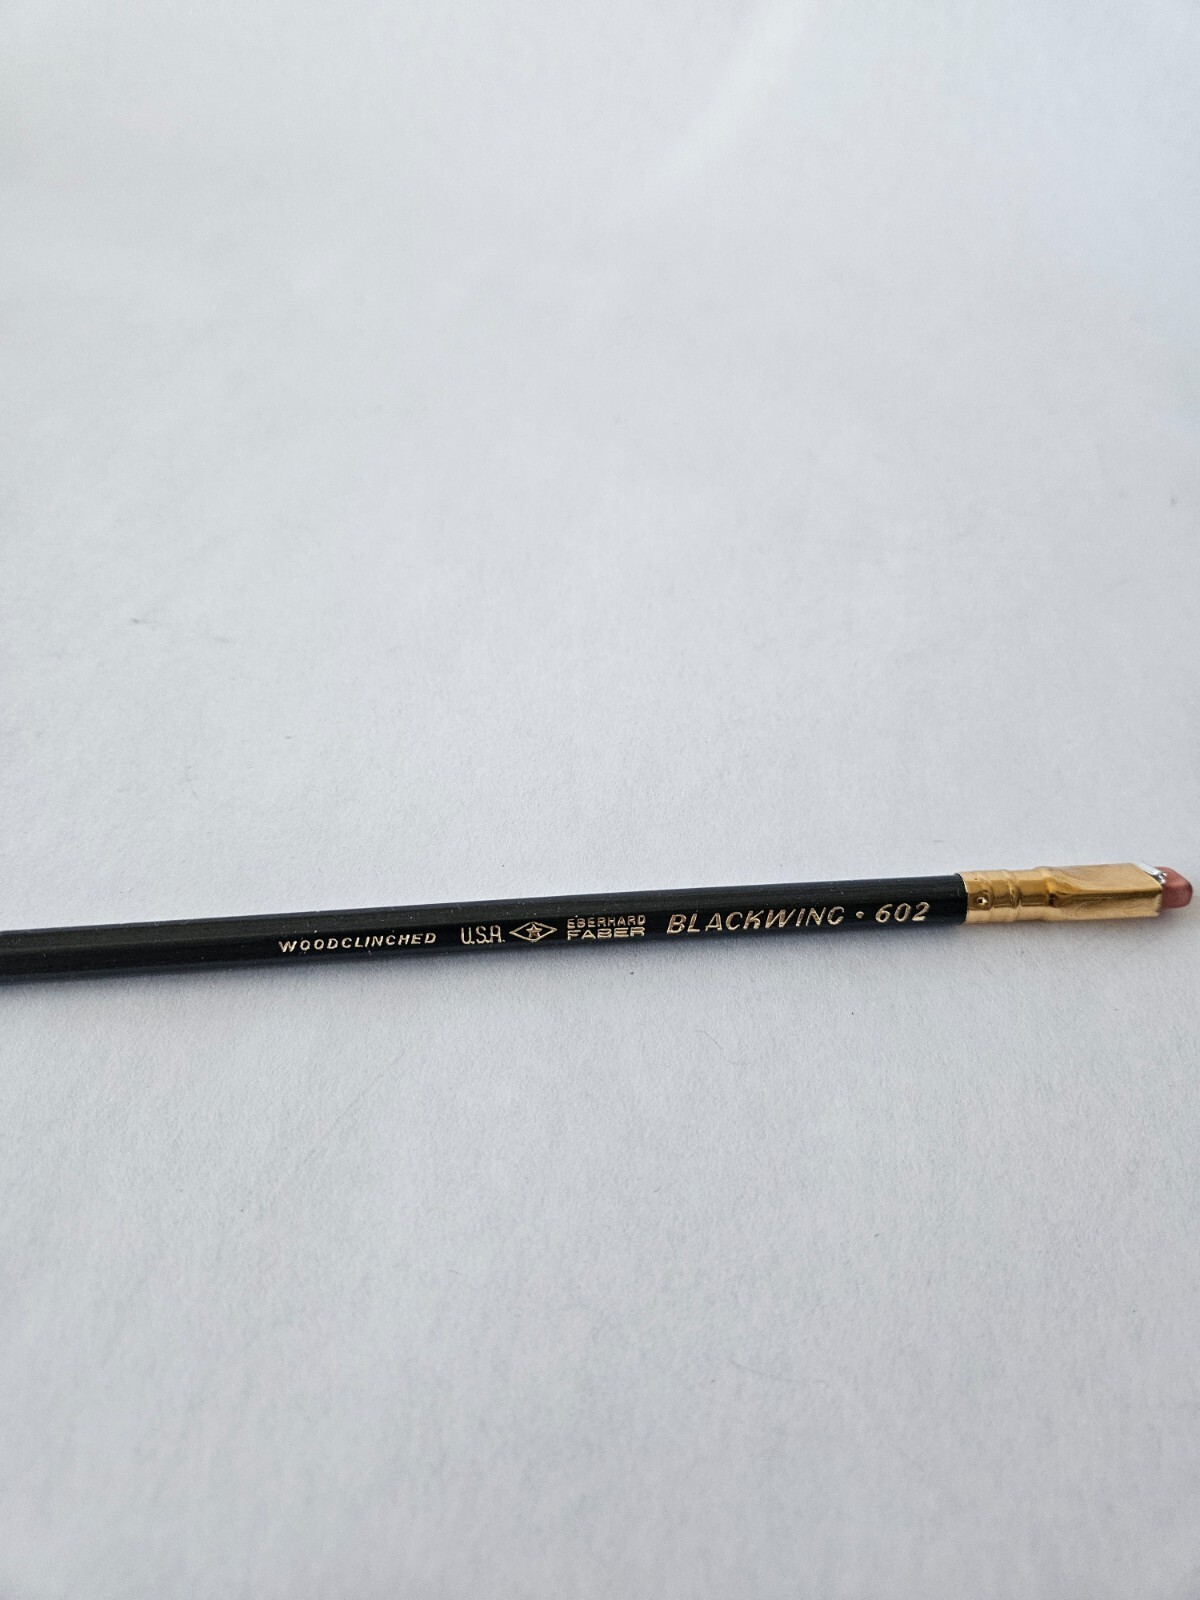 WOODCLINCHED U.S.A. EBERHARD FABER BLACKWING · 602